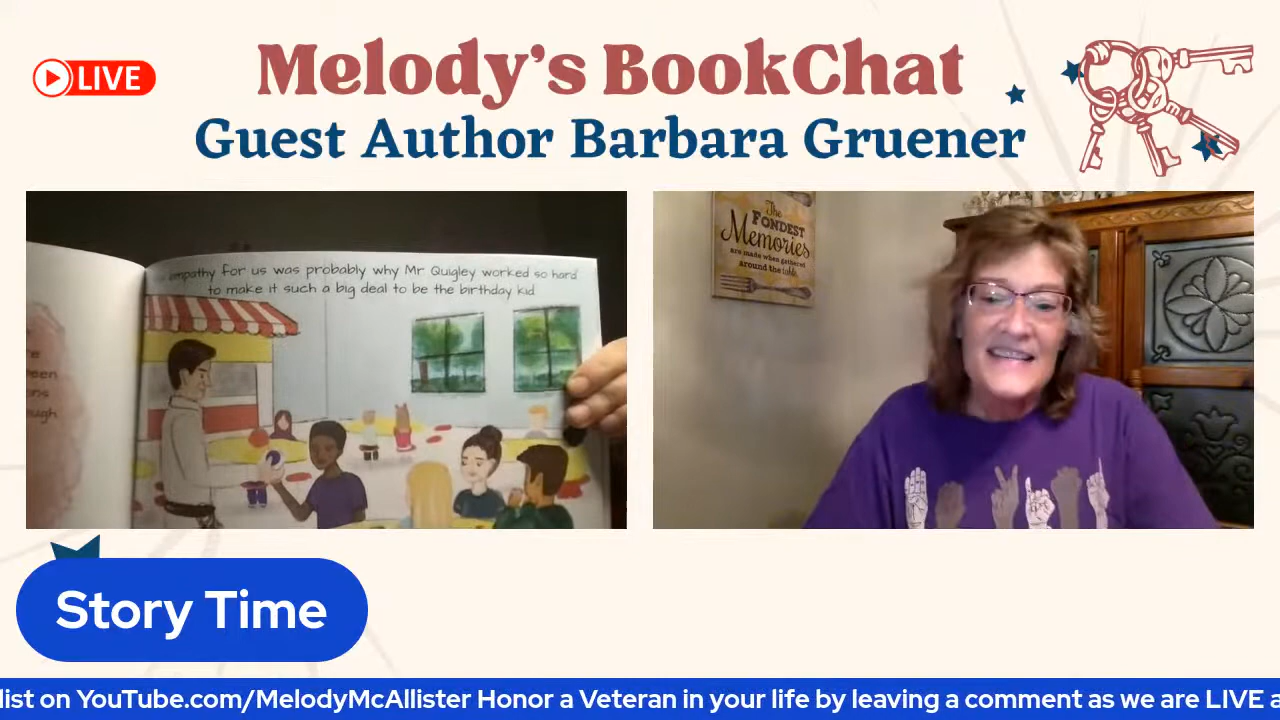 LIVE
Melody's BookChat
Guest Author Barbara Gruener
empathy for us was probably why Mr Quigley worked so hard
to make it such a big deal to be the birthday kid.
The
FONDEST
Memories
are made when gathered
around the table.
Story Time
list on YouTube.com/MelodyMcAllister Honor a Veteran in your life by leaving a comment as we are LIVE a